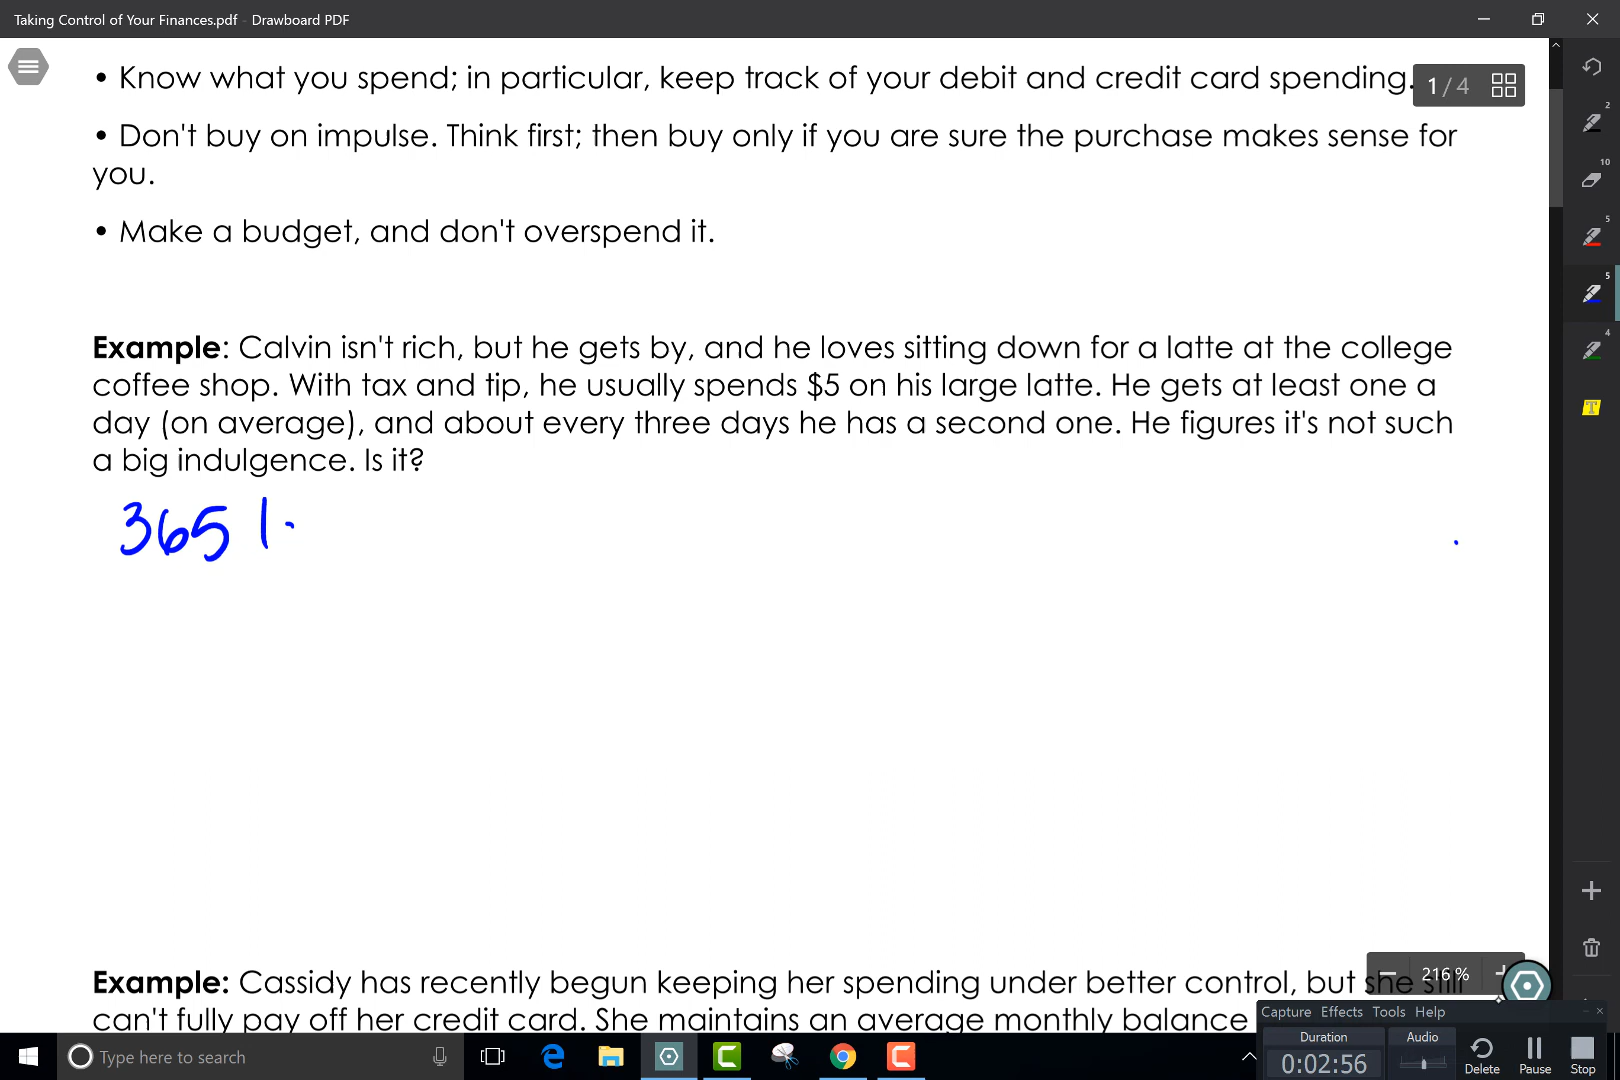 Taking Control of Your Finances.pdf - Drawboard PDF
• Know what you spend; in particular, keep track of your debit and credit card spending.
1 / 4
• Don't buy on impulse. Think first; then buy only if you are sure the purchase makes sense for
you.
• Make a budget, and don't overspend it.
2
10
5
5
4
T
Example: Calvin isn't rich, but he gets by, and he loves sitting down for a latte at the college
coffee shop. With tax and tip, he usually spends $5 on his large latte. He gets at least one a
day (on average), and about every three days he has a second one. He figures it's not such
a big indulgence. Is it?
365
Example: Cassidy has recently begun keeping her spending under better control, but she still
can't fully pay off her credit card. She maintains an average monthly balance
216 %
Capture Effects Tools Help
Duration
0:02:56
Audio
Delete
Pause
Stop
Type here to search